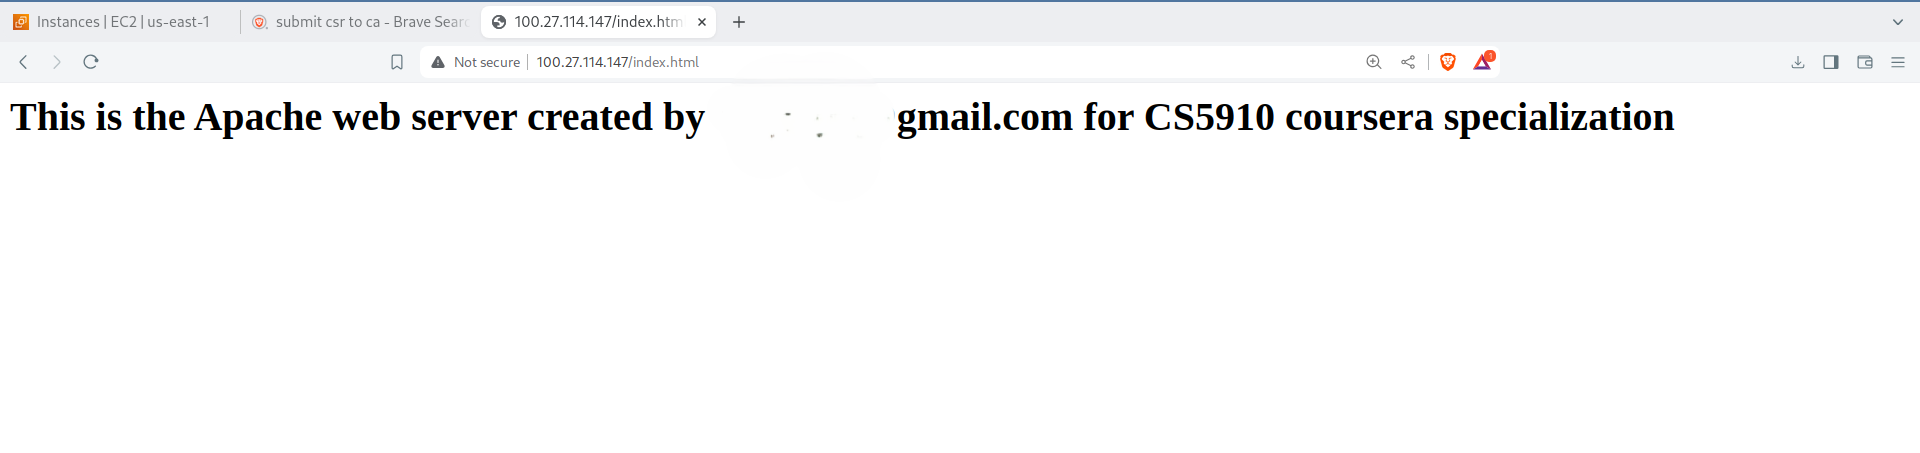 Instances | EC2 | us-east-1
submit csr to ca - Brave Sear
100.27.114.147/index.htm
Not secure
100.27.114.147/index.html
1
This is the Apache web server created by gmail.com for CS5910 coursera specialization